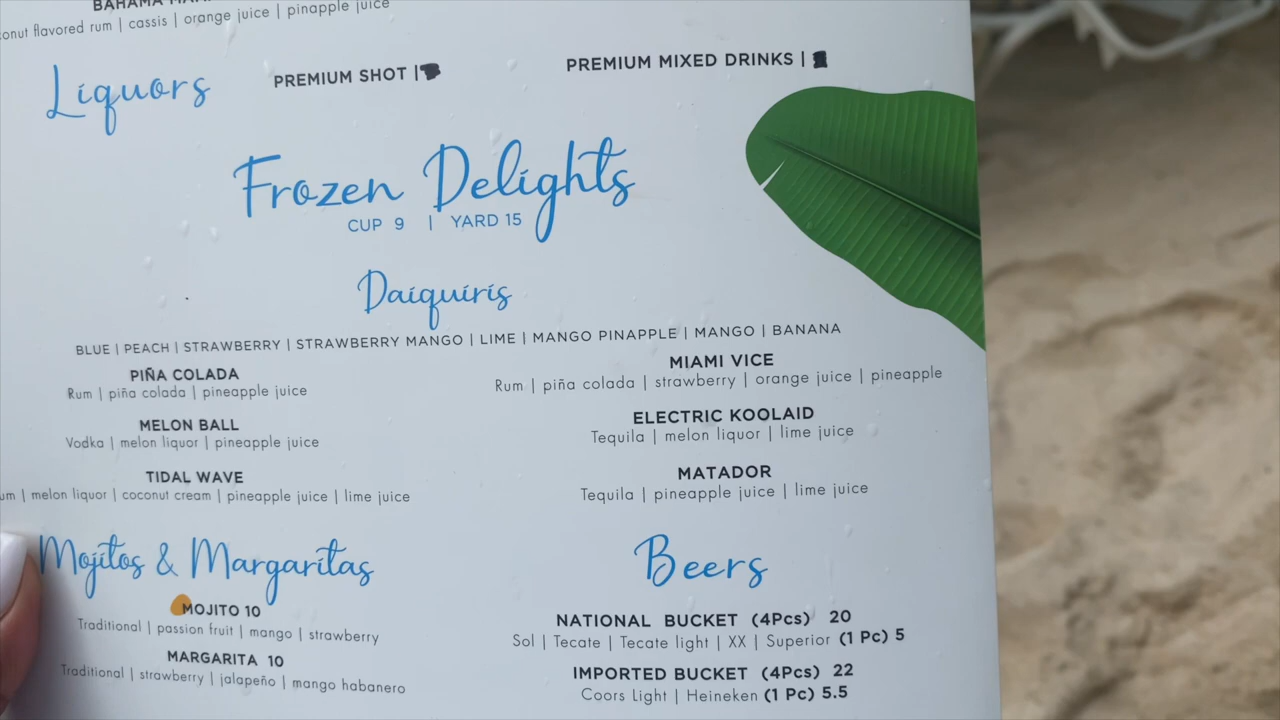 BAHAMA
flavored rum | cassis | orange juice | pineapple juice
Liquors
PREMIUM SHOT |
PREMIUM MIXED DRINKS |
Frozen Delights
CUP 9 | YARD 15
Daiquiris
BLUE | PEACH | STRAWBERRY | STRAWBERRY MANGO | LIME | MANGO PINAPPLE | MANGO | BANANA
PIÑA COLADA
Rum | piña colada | pineapple juice
MELON BALL
Vodka | melon liquor | pineapple juice
TIDAL WAVE
| melon liquor | coconut cream | pineapple juice | lime juice
MIAMI VICE
Rum | piña colada | strawberry | orange juice | pineapple
ELECTRIC KOOLAID
Tequila | melon liquor | lime juice
MATADOR
Tequila | pineapple juice | lime juice
Mojitos & Margaritas
MOJITO 10
Traditional | passion fruit | mango | strawberry
MARGARITA 10
Traditional | strawberry | jalapeño | mango habanero
Beers
NATIONAL BUCKET (4Pcs) 20
Sol | Tecate | Tecate light | XX | Superior (1 Pc) 5
IMPORTED BUCKET (4Pcs) 22
Coors Light | Heineken (1 Pc) 5.5